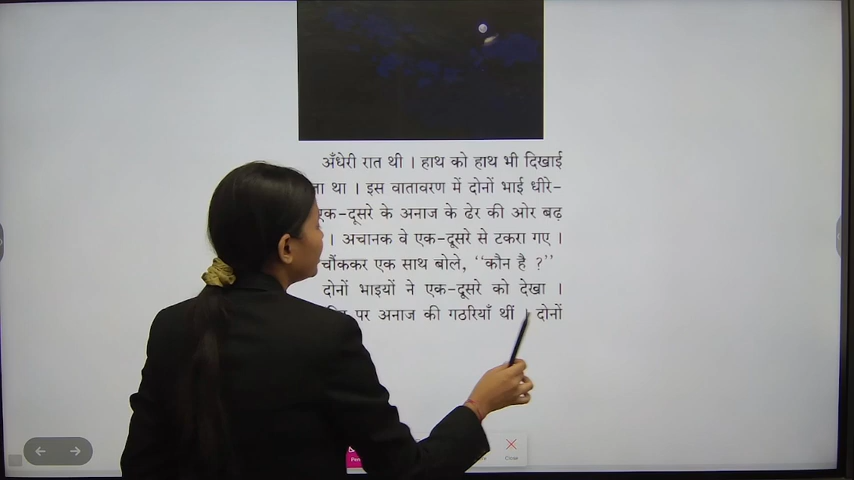 अँधेरी रात थी । हाथ को हाथ भी दिखाई
था । इस वातावरण में दोनों भाई धीरे-
एक-दूसरे के अनाज के ढेर की ओर बढ़
। अचानक वे एक-दूसरे से टकरा गए ।
चौंककर एक साथ बोले, ‘‘कौन है ?’’
दोनों भाइयों ने एक-दूसरे को देखा ।
पर अनाज की गठरियाँ थीं । दोनों
Close